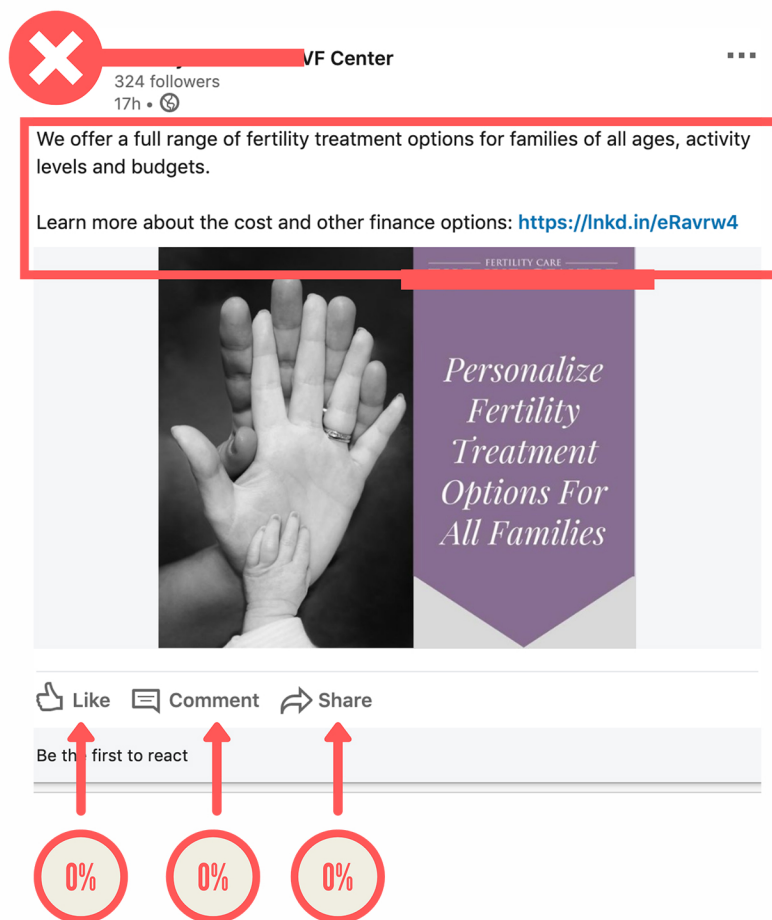 VF Center
324 followers
17h •
We offer a full range of fertility treatment options for families of all ages, activity
levels and budgets.
Learn more about the cost and other finance options: https://lnkd.in/eRavrw4
FERTILITY CARE
Personalize
Fertility
Treatment
Options For
All Families
Like Comment Share
Be the first to react
0% 0% 0%